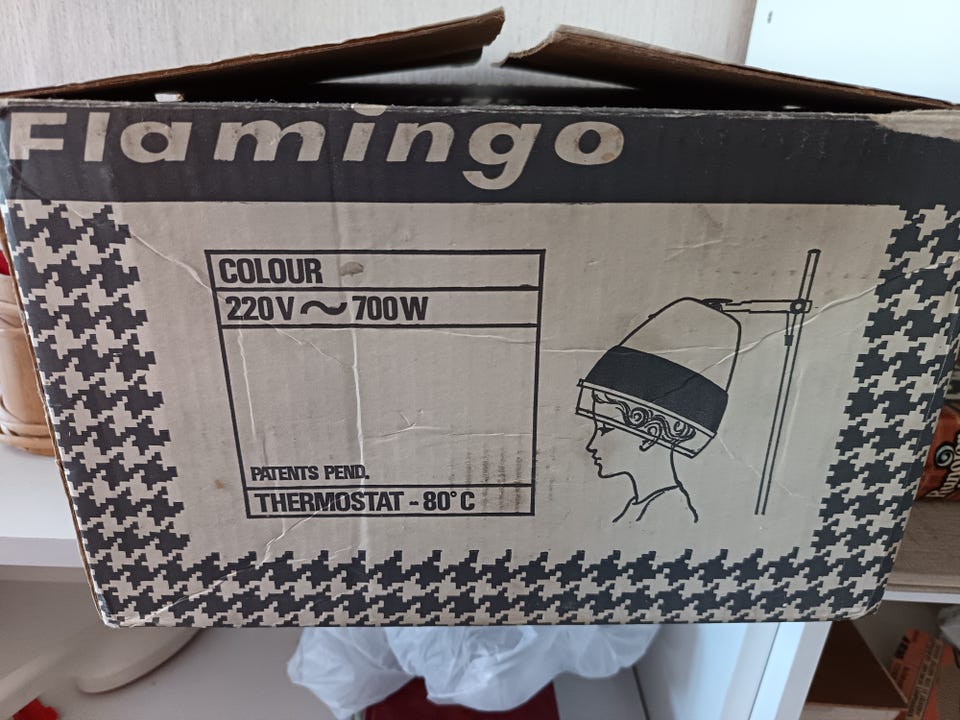 Flamingo
COLOUR
220V ~ 700W
PATENTS PEND.
THERMOSTAT - 80°C